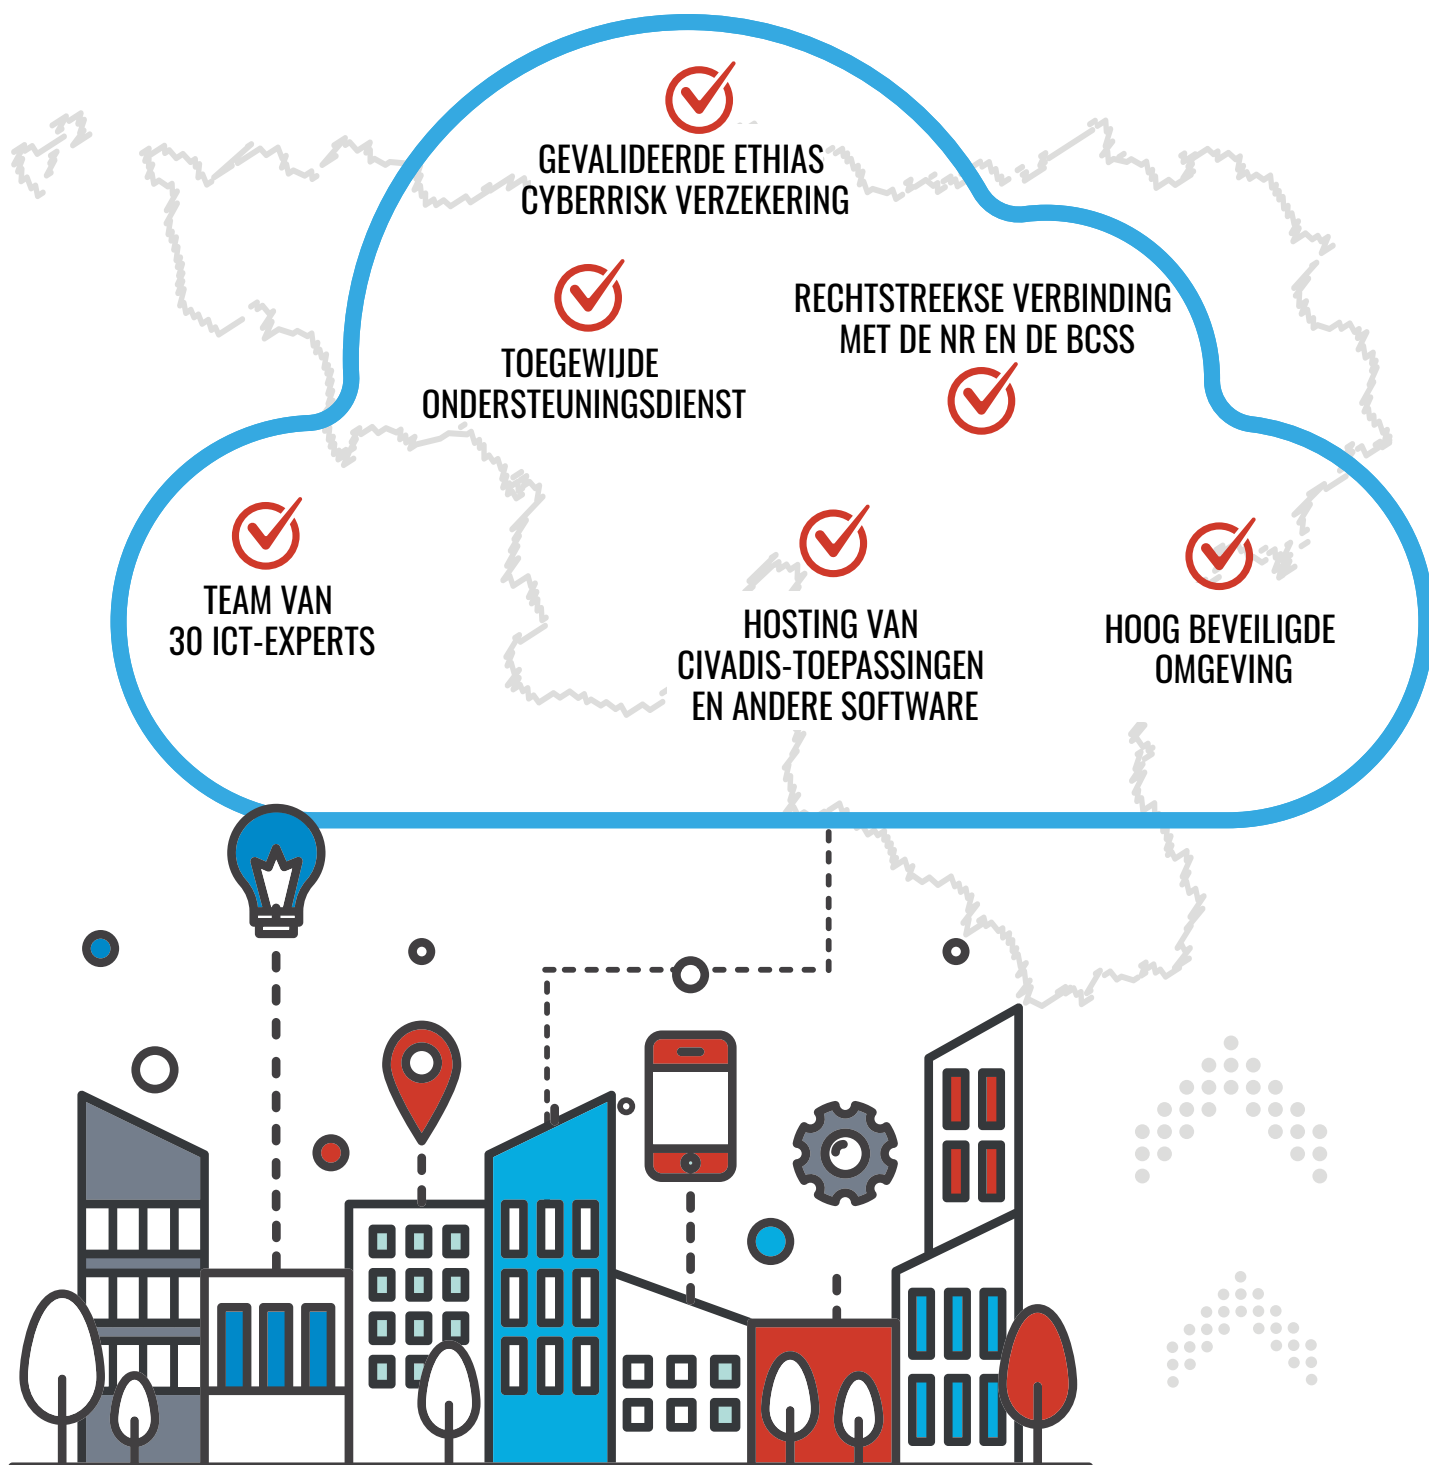 GEVALIDEERDE ETHIAS
CYBERRISK VERZEKERING
RECHTSTREEKSE VERBINDING
MET DE NR EN DE BCSS
TOEGEWIJDE
ONDERSTEUNINGSDIENST
TEAM VAN
30 ICT-EXPERTS
HOSTING VAN
CIVADIS-TOEPASSINGEN
EN ANDERE SOFTWARE
HOOG BEVEILIGDE
OMGEVING